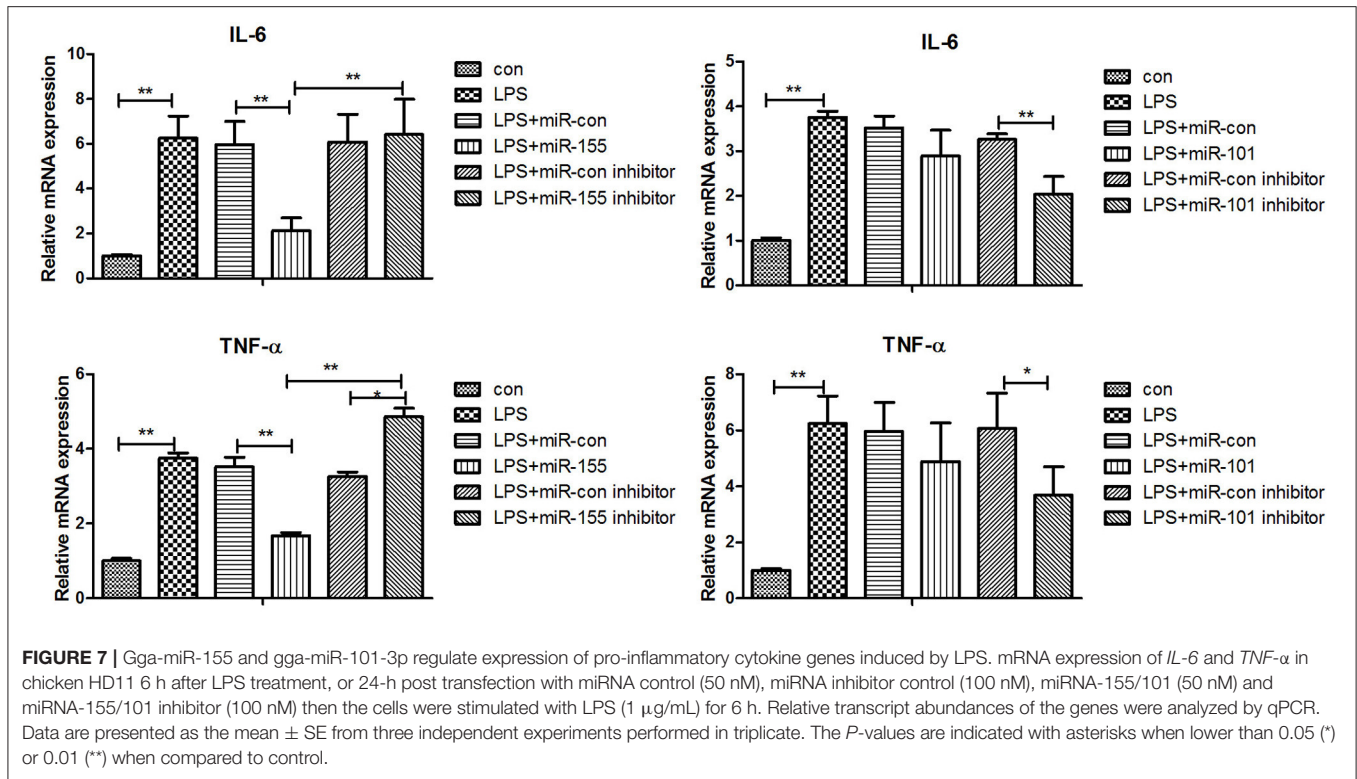 IL-6
Relative mRNA expression
10
8
6
4
2
0
**
**
**
con
LPS
LPS+miR-con
LPS+miR-155
LPS+miR-con inhibitor
LPS+miR-155 inhibitor
IL-6
Relative mRNA expression
5
4
3
2
1
0
**
**
con
LPS
LPS+miR-con
LPS+miR-101
LPS+miR-con inhibitor
LPS+miR-101 inhibitor
TNF-α
Relative mRNA expression
6
4
2
0
**
**
**
*
con
LPS
LPS+miR-con
LPS+miR-155
LPS+miR-con inhibitor
LPS+miR-155 inhibitor
TNF-α
Relative mRNA expression
8
6
4
2
0
**
*
con
LPS
LPS+miR-con
LPS+miR-101
LPS+miR-con inhibitor
LPS+miR-101 inhibitor
FIGURE 7 | Gga-miR-155 and gga-miR-101-3p regulate expression of pro-inflammatory cytokine genes induced by LPS. mRNA expression of IL-6 and TNF-α in
chicken HD11 6 h after LPS treatment, or 24-h post transfection with miRNA control (50 nM), miRNA inhibitor control (100 nM), miRNA-155/101 (50 nM) and
miRNA-155/101 inhibitor (100 nM) then the cells were stimulated with LPS (1 μg/mL) for 6 h. Relative transcript abundances of the genes were analyzed by qPCR.
Data are presented as the mean ± SE from three independent experiments performed in triplicate. The P-values are indicated with asterisks when lower than 0.05 (*)
or 0.01 (**) when compared to control.